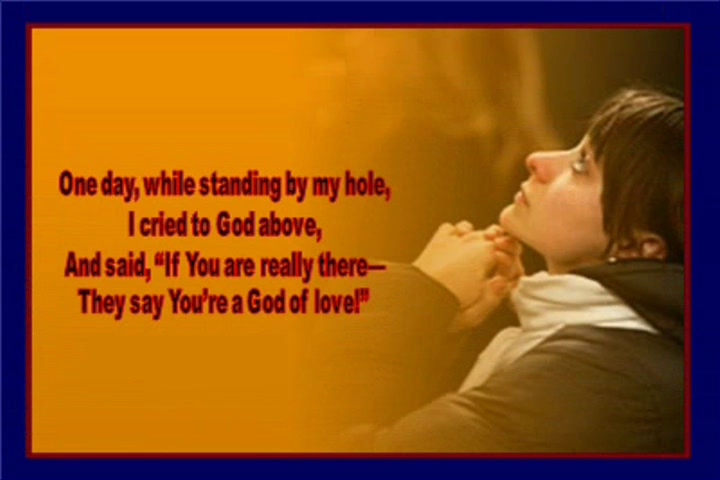 One day, while standing by my hole,
I cried to God above,
And said, “If You are really there—
They say You’re a God of love!”